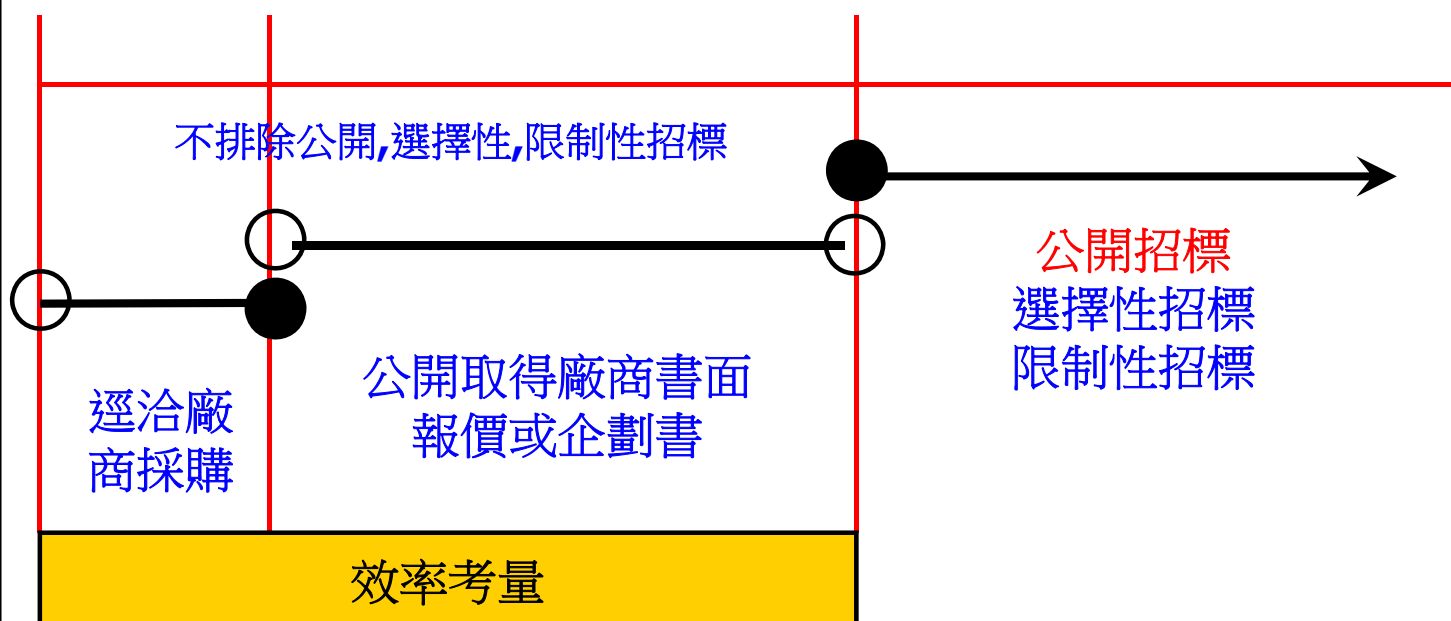 不排除公開,選擇性,限制性招標
公開招標
選擇性招標
限制性招標
公開取得廠商書面
報價或企劃書
逕洽廠
商採購
效率考量